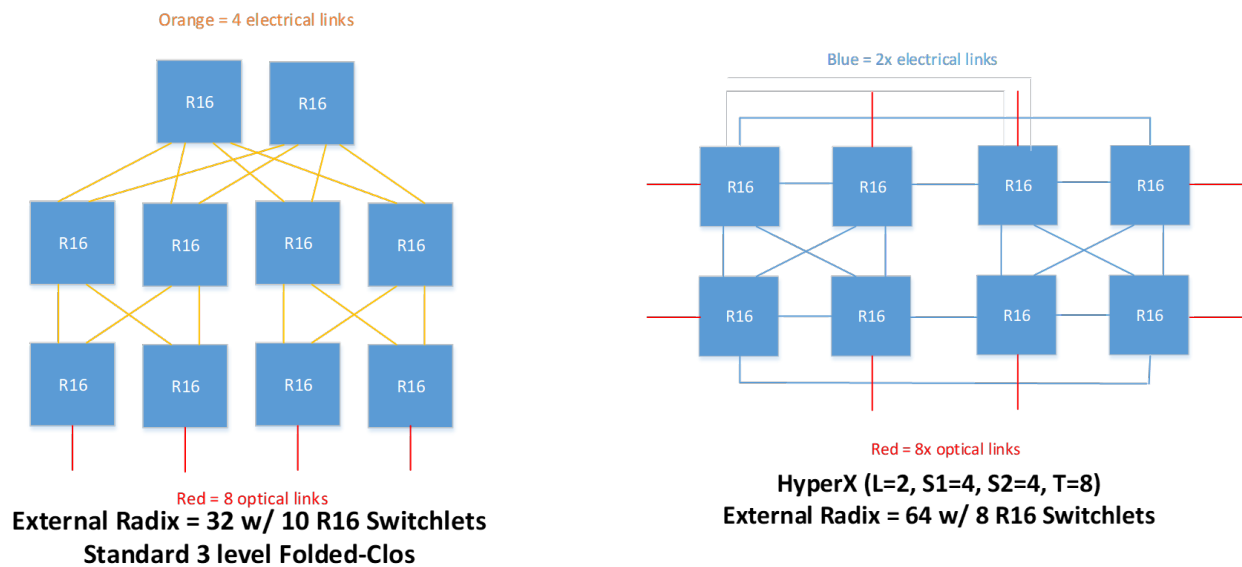 Orange = 4 electrical links
R16 R16
R16 R16 R16 R16
R16 R16 R16 R16
Red = 8 optical links
External Radix = 32 w/ 10 R16 Switchlets
Standard 3 level Folded-Clos
Blue = 2x electrical links
R16 R16 R16 R16
R16 R16 R16 R16
Red = 8x optical links
HyperX (L=2, S1=4, S2=4, T=8)
External Radix = 64 w/ 8 R16 Switchlets